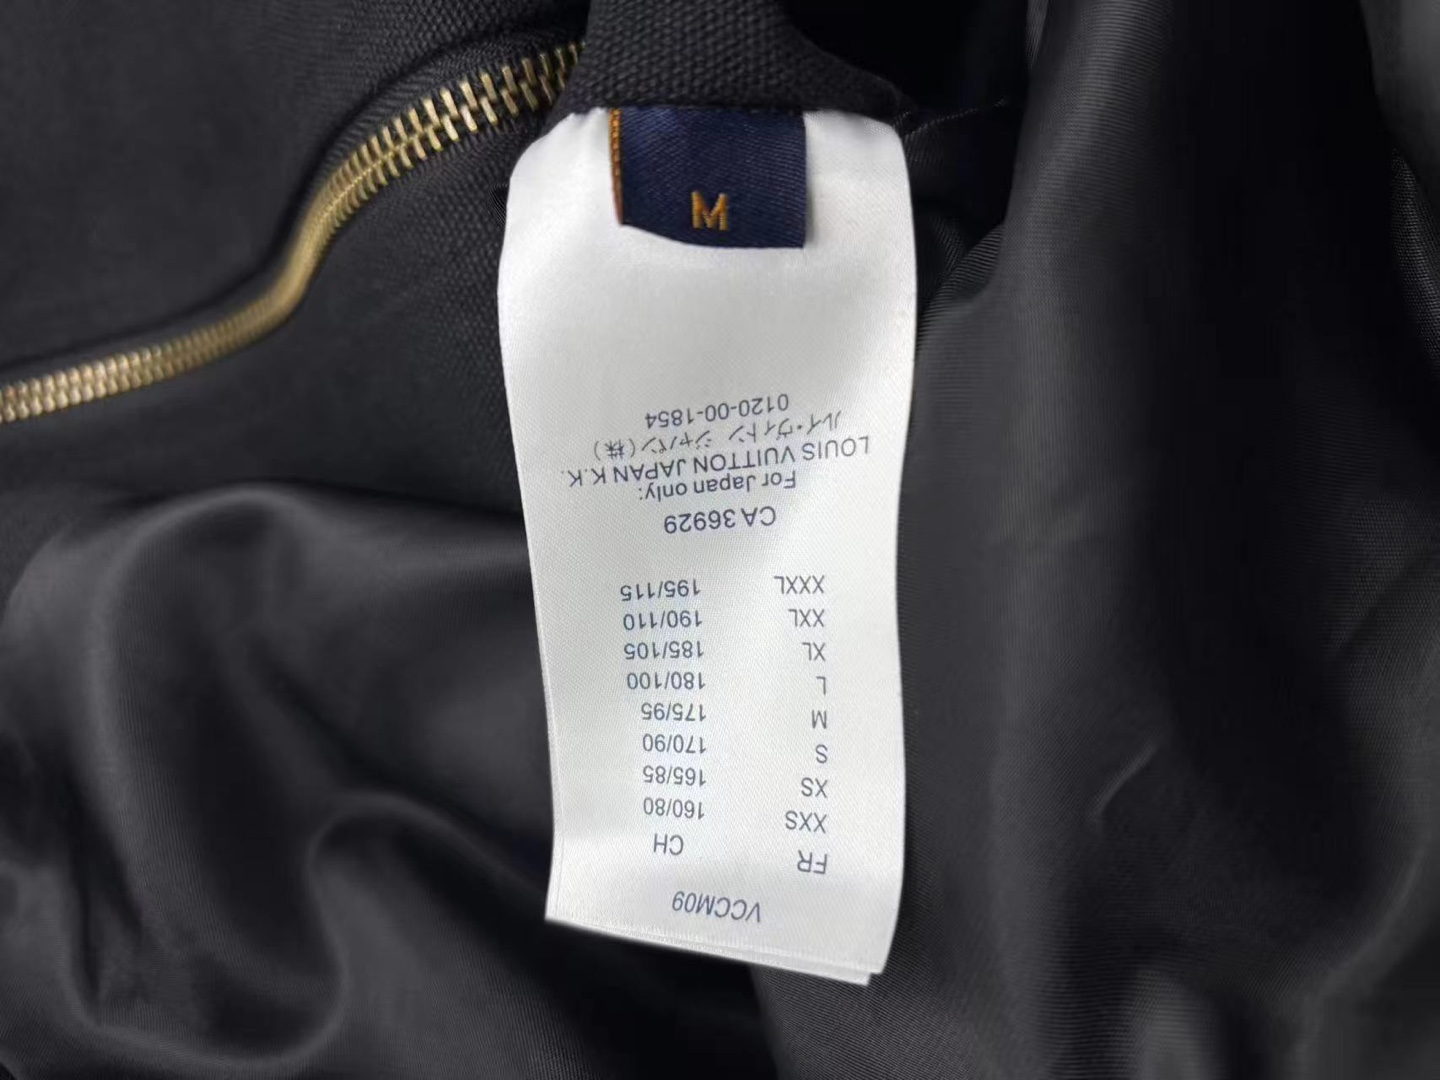 M
VCCM09
FR CH
XXS 160/80
XS 165/85
S 170/90
M 175/95
L 180/100
XL 185/105
XXL 190/110
XXXL 195/115
CA 36929
For Japan only:
LOUIS VUITTON JAPAN K.K.
ルイ・ヴィトン ジャパン(株)
0120-00-1854